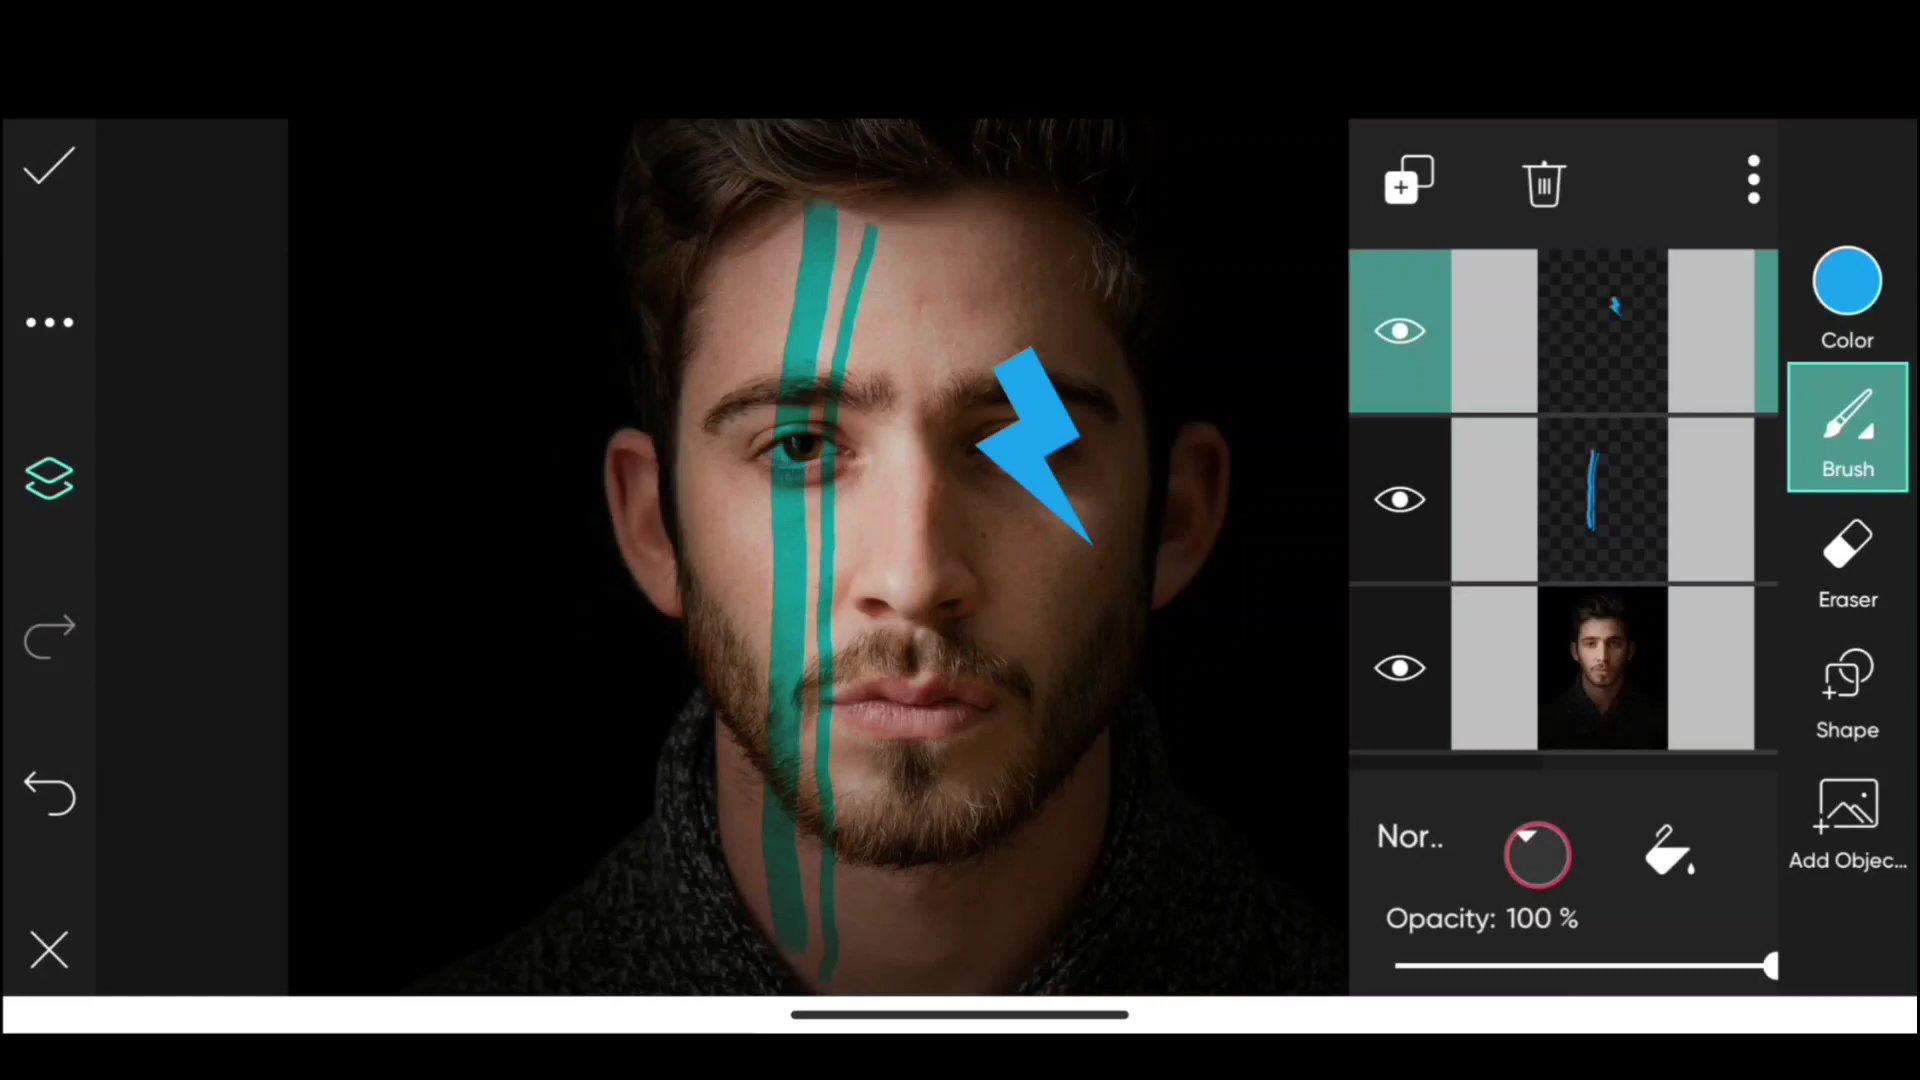 Color
Brush
Eraser
Shape
Add Objec...
Nor..
Opacity: 100 %